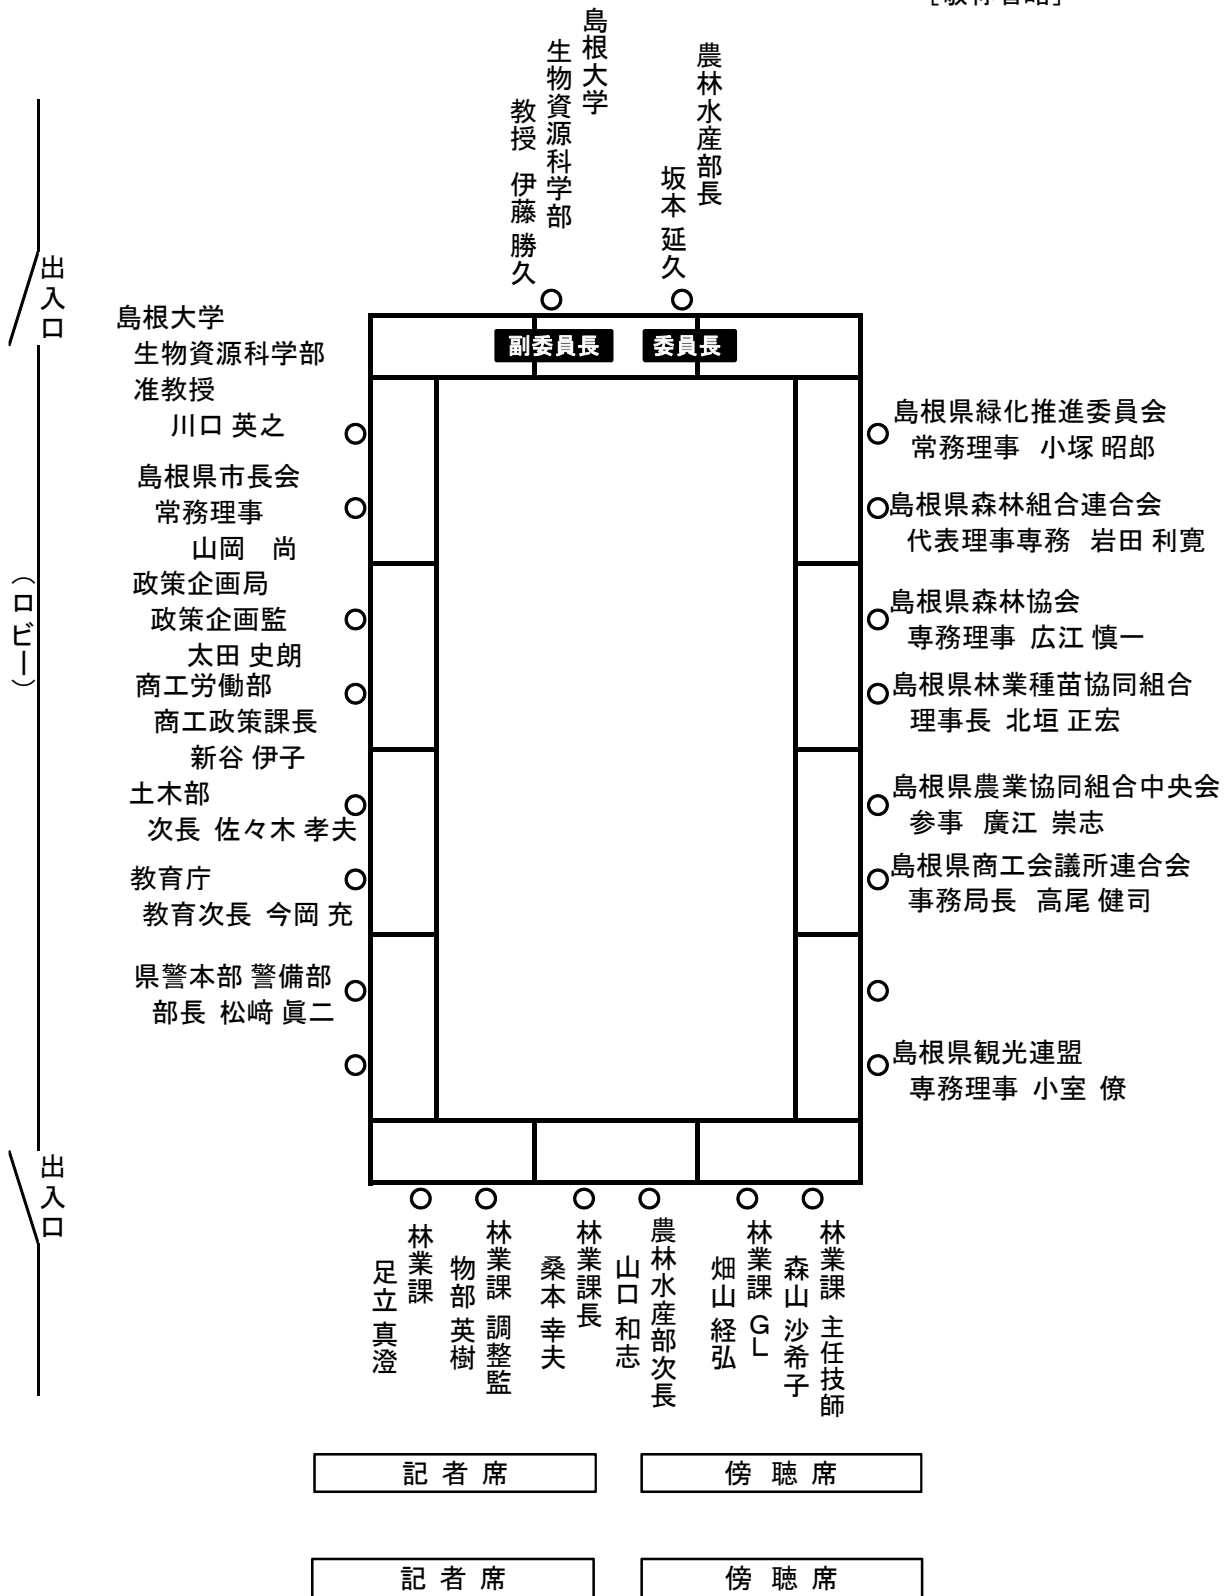 島根大学
生物資源科学部
教授 伊藤 勝久
農林水産部長
坂本 延久
副委員長
委員長
出入口
島根大学
生物資源科学部
准教授
川口 英之
島根県市長会
常務理事
山岡 尚
政策企画局
政策企画監
太田 史朗
商工労働部
商工政策課長
新谷 伊子
土木部
次長 佐々木 孝夫
教育庁
教育次長 今岡 充
県警本部 警備部
部長 松﨑 眞二
(ロビー)
出入口
島根県緑化推進委員会
常務理事 小塚 昭郎
島根県森林組合連合会
代表理事専務 岩田 利寛
島根県森林協会
専務理事 広江 慎一
島根県林業種苗協同組合
理事長 北垣 正宏
島根県農業協同組合中央会
参事 廣江 崇志
島根県商工会議所連合会
事務局長 高尾 健司
島根県観光連盟
専務理事 小室 僚
林業課
足立 真澄
林業課 調整監
物部 英樹
林業課長
桑本 幸夫
農林水産部次長
山口 和志
林業課 GL
畑山 経弘
林業課 主任技師
森山 沙希子
記 者 席
傍 聴 席
記 者 席
傍 聴 席